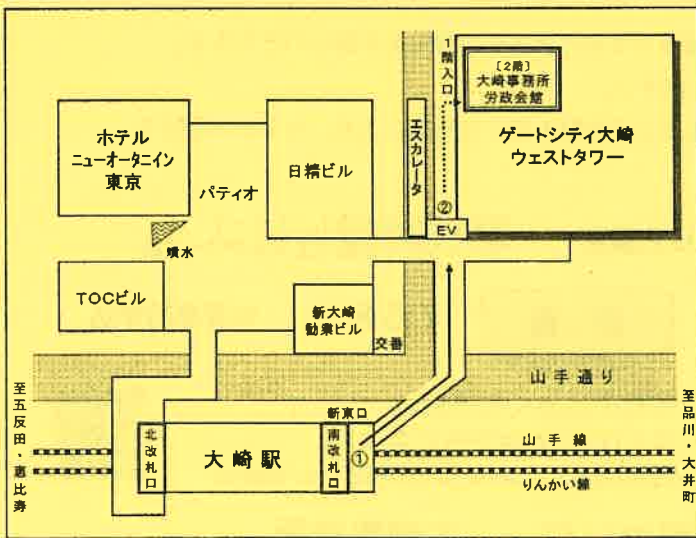 1階入口
〔2階〕
大崎事務所
労政会館
ホテル
ニューオータニイン
東京
パティオ
日精ビル
エスカレータ
ゲートシティ大崎
ウェストタワー
②
EV
噴水
TOCビル
新大崎
勧業ビル
交番
山手通り
至五反田・恵比寿
新東口
北改札口
大崎駅
南改札口
①
山手線
りんかい線
至品川・大井町